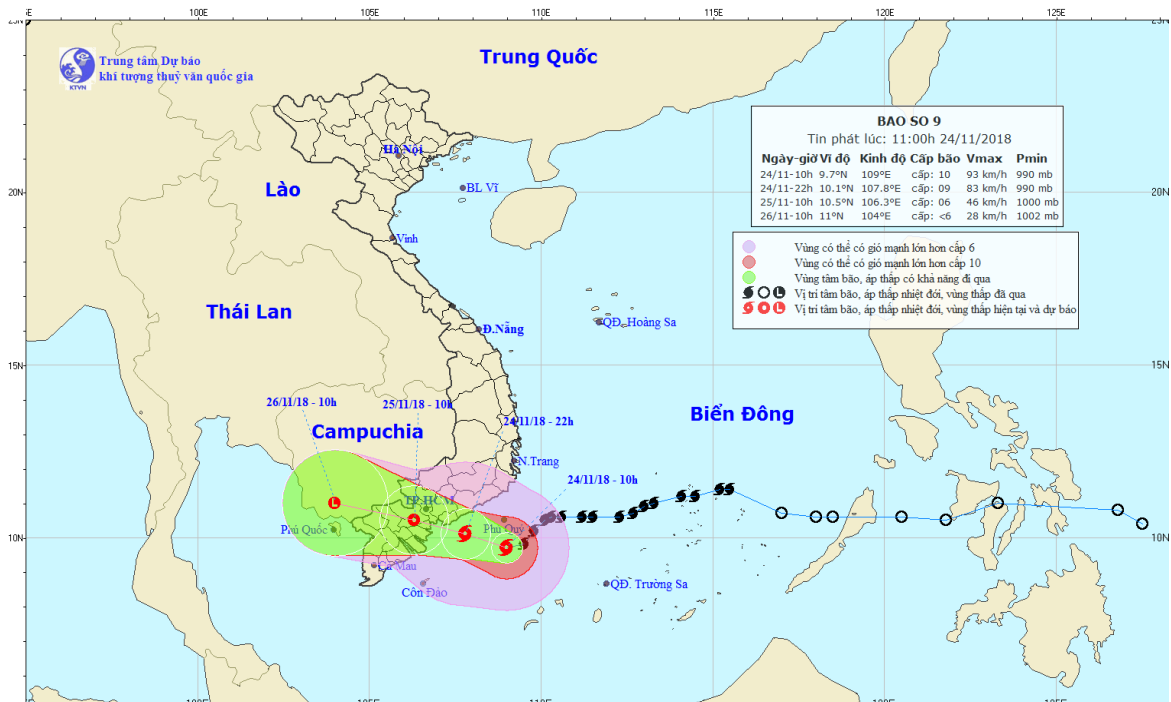 105E 110E 115E 120E 125E
25N 25N
Trung Quốc
Trung tâm Dự báo
khí tượng thuỷ văn quốc gia
KTVN
BAO SO 9
Tin phát lúc: 11:00h 24/11/2018
Ngày-giờ Vĩ độ Kinh độ Cấp bão Vmax Pmin
24/11-10h 9.7°N 109°E cấp: 10 93 km/h 990 mb
24/11-22h 10.1°N 107.8°E cấp: 09 83 km/h 990 mb
25/11-10h 10.5°N 106.3°E cấp: 06 46 km/h 1000 mb
26/11-10h 11°N 104°E cấp: <6 28 km/h 1002 mb
Hà Nội
Lào
BL Vĩ
20N 20N
Vinh
Vùng có thể có gió mạnh lớn hơn cấp 6
Vùng có thể có gió mạnh lớn hơn cấp 10
Vùng tâm bão, áp thấp có khả năng đi qua
L Vị trí tâm bão, áp thấp nhiệt đới, vùng thấp đã qua
L Vị trí tâm bão, áp thấp nhiệt đới, vùng thấp hiện tại và dự báo
Thái Lan
QĐ. Hoàng Sa
Đ.Nẵng
15N 15N
26/11/18 - 10h
25/11/18 - 10h
Biển Đông
24/11/18 - 22h
Campuchia
N.Trang
24/11/18 - 10h
L
TP.HCM
Phú Quốc
Phú Quý
10N 10N
Cà Mau
Côn Đảo
QĐ. Trường Sa